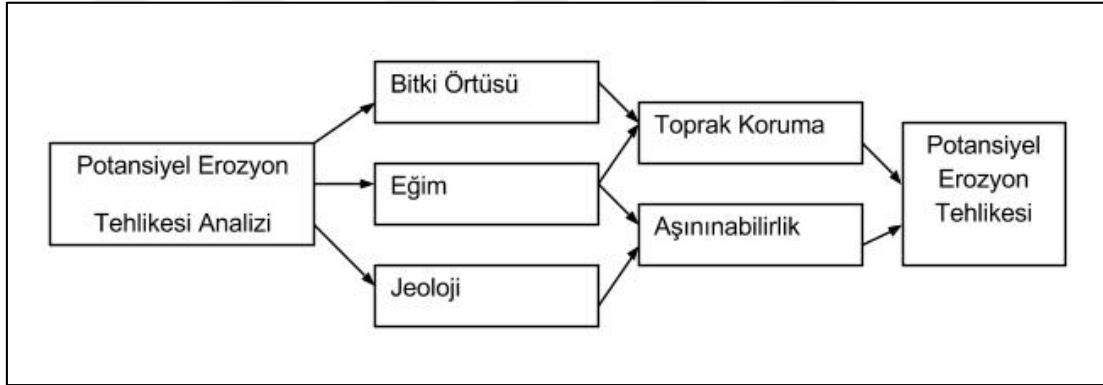 Potansiyel Erozyon
Tehlikesi Analizi
Bitki Örtüsü
Eğim
Jeoloji
Toprak Koruma
Aşınınabilirlik
Potansiyel
Erozyon
Tehlikesi